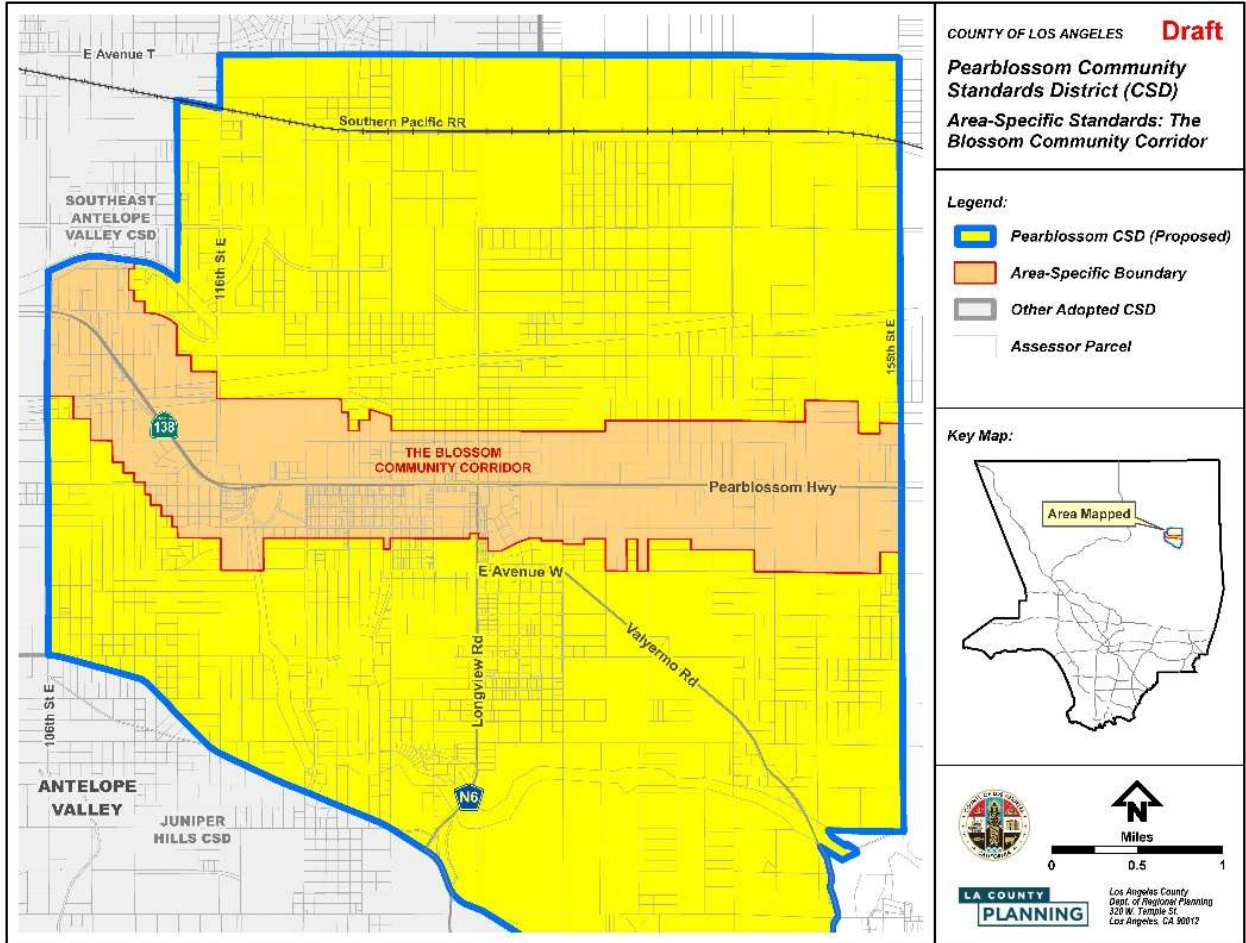 E Avenue T
Southern Pacific RR
SOUTHEAST
ANTELOPE
VALLEY CSD
116th St E
155th St E
138
THE BLOSSOM
COMMUNITY CORRIDOR
Pearblossom Hwy
E Avenue W
Longview Rd
Valyermo Rd
106th St E
N6
ANTELOPE
VALLEY
JUNIPER
HILLS CSD
COUNTY OF LOS ANGELES
Draft
Pearblossom Community
Standards District (CSD)
Area-Specific Standards: The
Blossom Community Corridor
Legend:
Pearblossom CSD (Proposed)
Area-Specific Boundary
Other Adopted CSD
Assessor Parcel
Key Map:
Area Mapped
N
Miles
0 0.5 1
LA COUNTY
PLANNING
Los Angeles County
Dept. of Regional Planning
320 W. Temple St.
Los Angeles, CA 90012